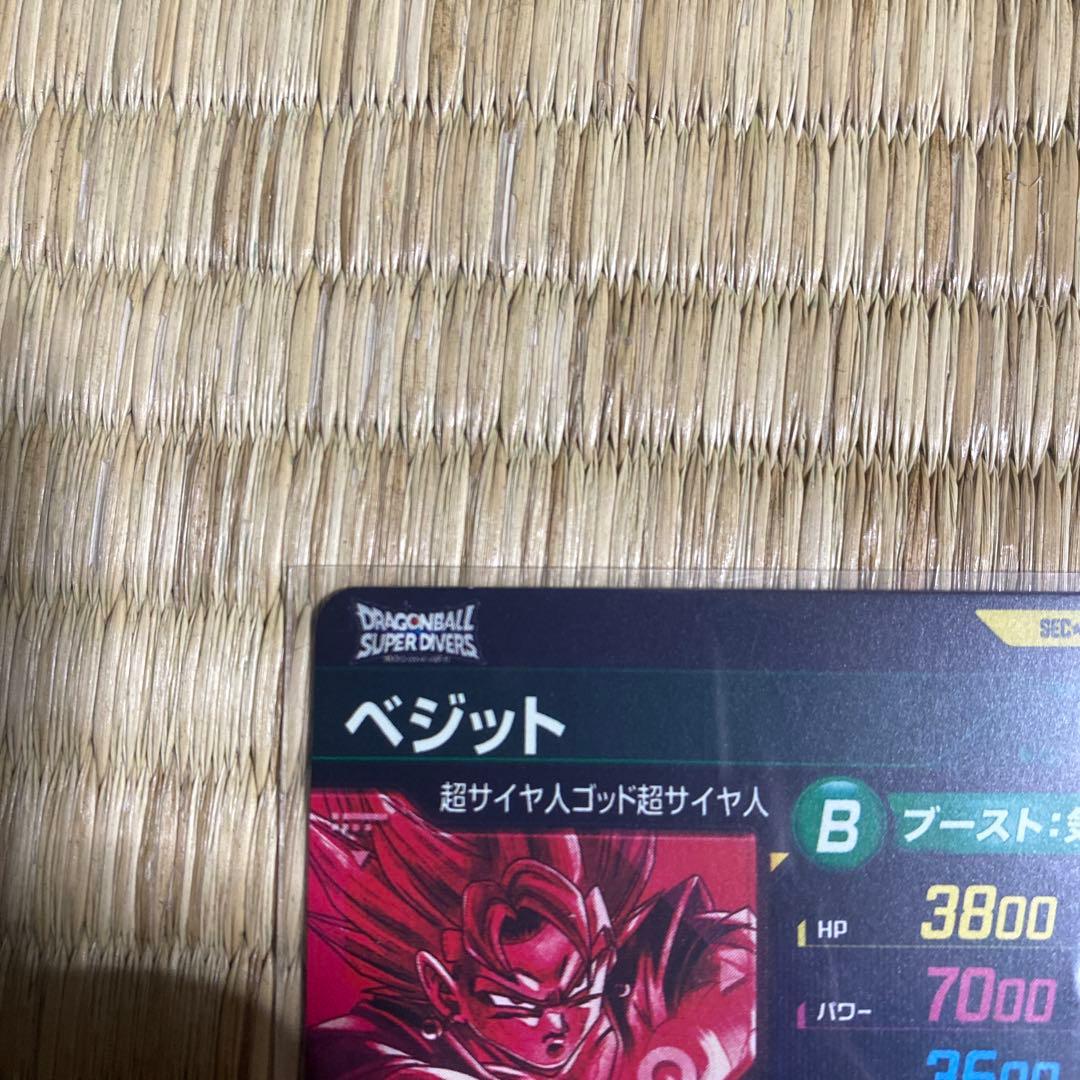 DRAGONBALL
SUPER DIVERS
SEC
ベジット
超サイヤ人ゴッド超サイヤ人
B ブースト:
HP 3800
パワー 7000